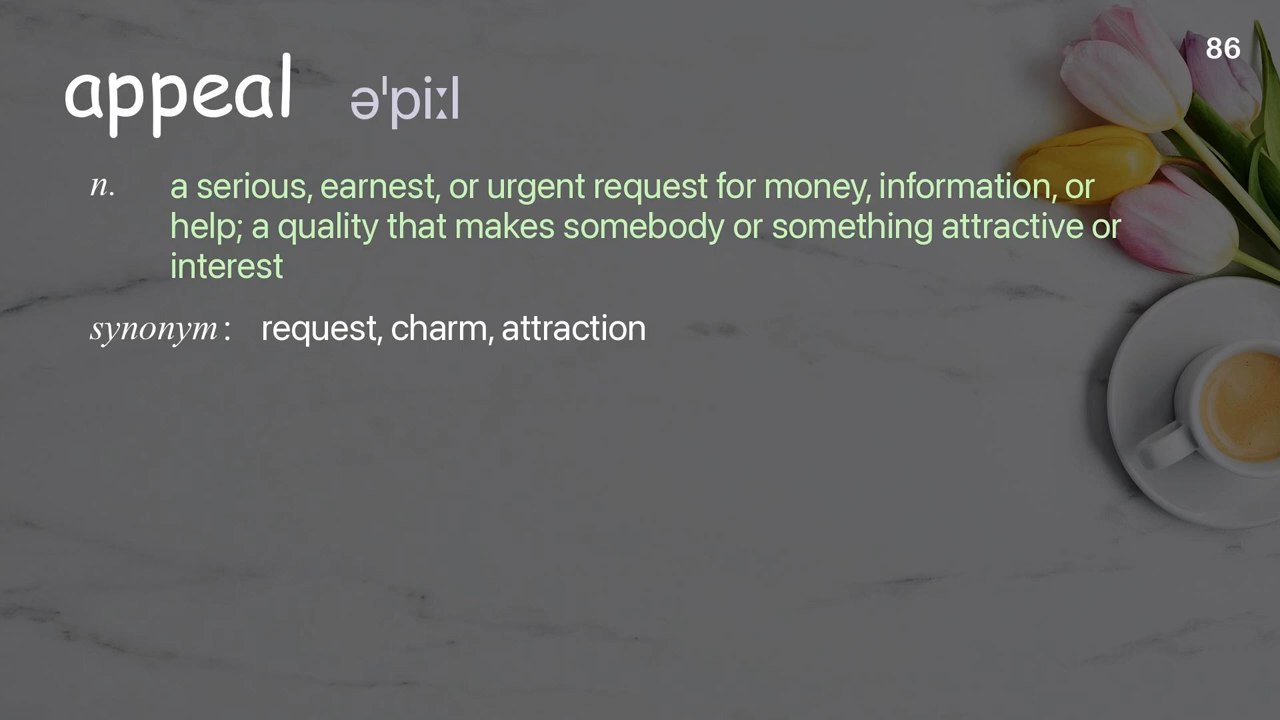 86
appeal əˈpiːl
n. a serious, earnest, or urgent request for money, information, or
help; a quality that makes somebody or something attractive or
interest
synonym: request, charm, attraction